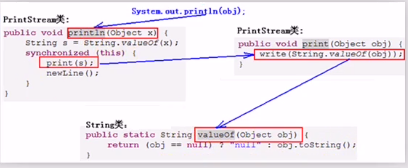 System.out.println(obj);
PrintStream类:
public void println(Object x) {
String s = String.valueOf(x);
synchronized (this) {
print(s);
newLine();
}
}
PrintStream类:
public void print(Object obj) {
write(String.valueOf(obj));
}
String类:
public static String valueOf(Object obj) {
return (obj == null) ? "null" : obj.toString();
}